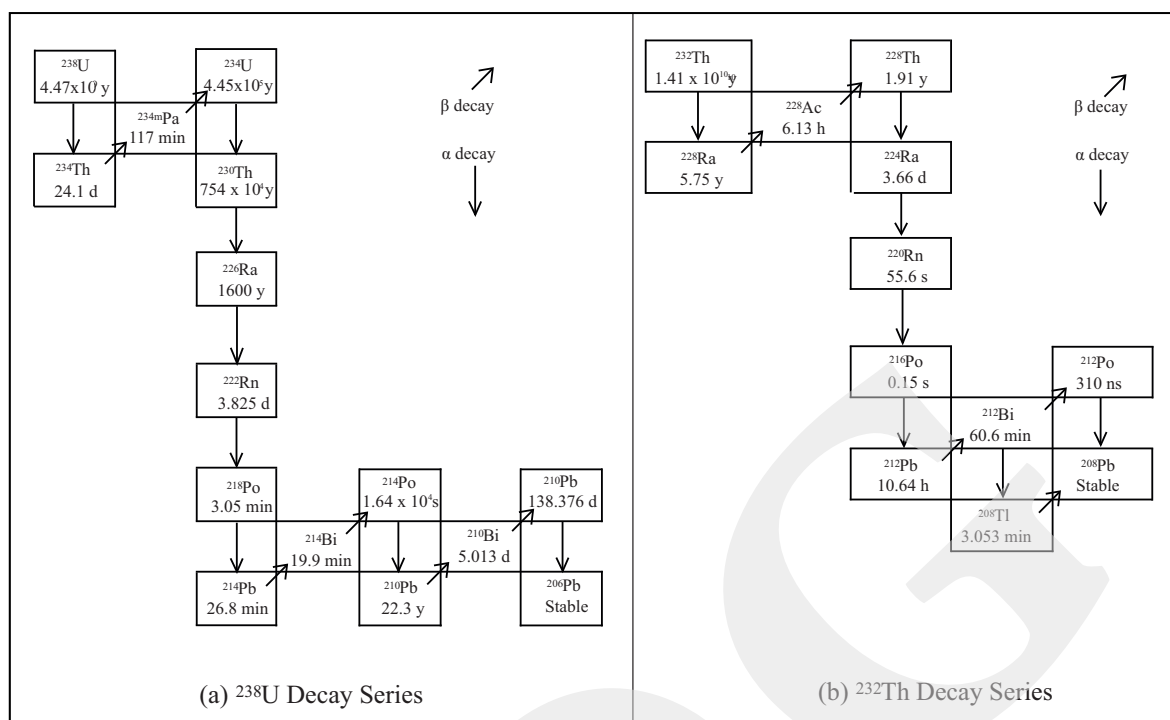 ²³⁸U
4.47x10⁹ y
²³⁴U
4.45x10⁵ y
²³⁴ᵐPa
117 min
²³⁴Th
24.1 d
²³⁰Th
754 x 10⁴ y
β decay
α decay
²²⁶Ra
1600 y
²²²Rn
3.825 d
²¹⁸Po
3.05 min
²¹⁴Bi
19.9 min
²¹⁴Po
1.64 x 10⁴s
²¹⁰Bi
5.013 d
²¹⁰Pb
138.376 d
²¹⁴Pb
26.8 min
²¹⁰Pb
22.3 y
²⁰⁶Pb
Stable
(a) ²³⁸U Decay Series
²³²Th
1.41 x 10¹⁰y
²²⁸Th
1.91 y
²²⁸Ac
6.13 h
²²⁸Ra
5.75 y
²²⁴Ra
3.66 d
β decay
α decay
²²⁰Rn
55.6 s
²¹⁶Po
0.15 s
²¹²Po
310 ns
²¹²Bi
60.6 min
²¹²Pb
10.64 h
²⁰⁸Pb
Stable
²⁰⁸Tl
3.053 min
(b) ²³²Th Decay Series